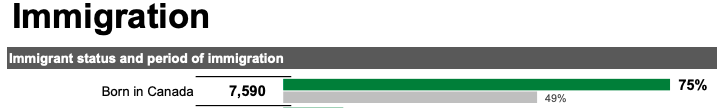 Immigration
Immigrant status and period of immigration
Born in Canada 7,590 75%
49%